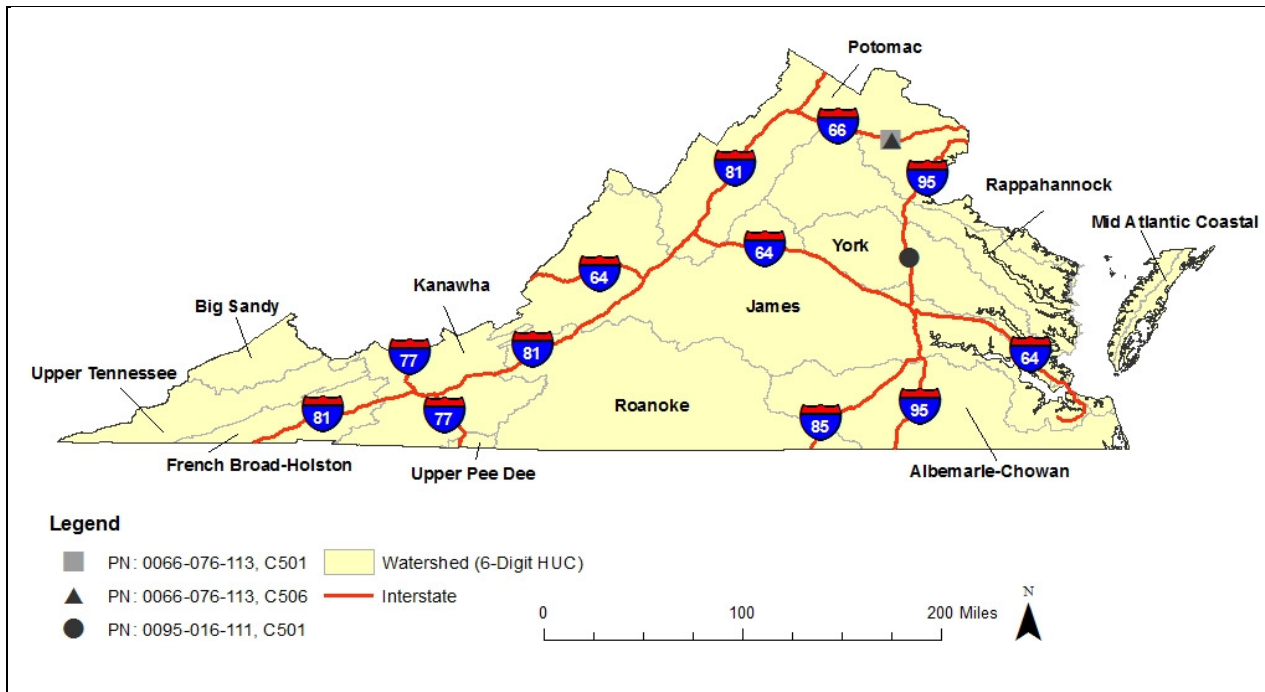 Potomac
66
81
95
Rappahannock
Mid Atlantic Coastal
64
York
64
Kanawha
James
Big Sandy
77
81
64
Upper Tennessee
Roanoke
81
77
85
95
French Broad-Holston
Upper Pee Dee
Albemarle-Chowan
Legend
PN: 0066-076-113, C501
Watershed (6-Digit HUC)
PN: 0066-076-113, C506
Interstate
PN: 0095-016-111, C501
0 100 200 Miles
N